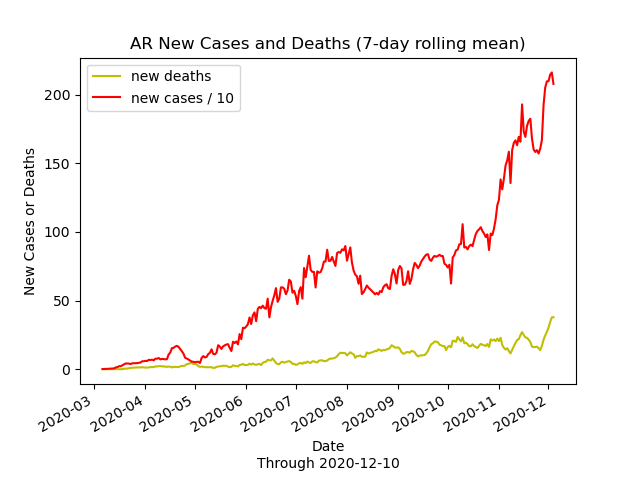 AR New Cases and Deaths (7-day rolling mean)
new deaths
new cases / 10
200
150
100
50
0
New Cases or Deaths
2020-03
2020-04
2020-05
2020-06
2020-07
2020-08
2020-09
2020-10
2020-11
2020-12
Date
Through 2020-12-10